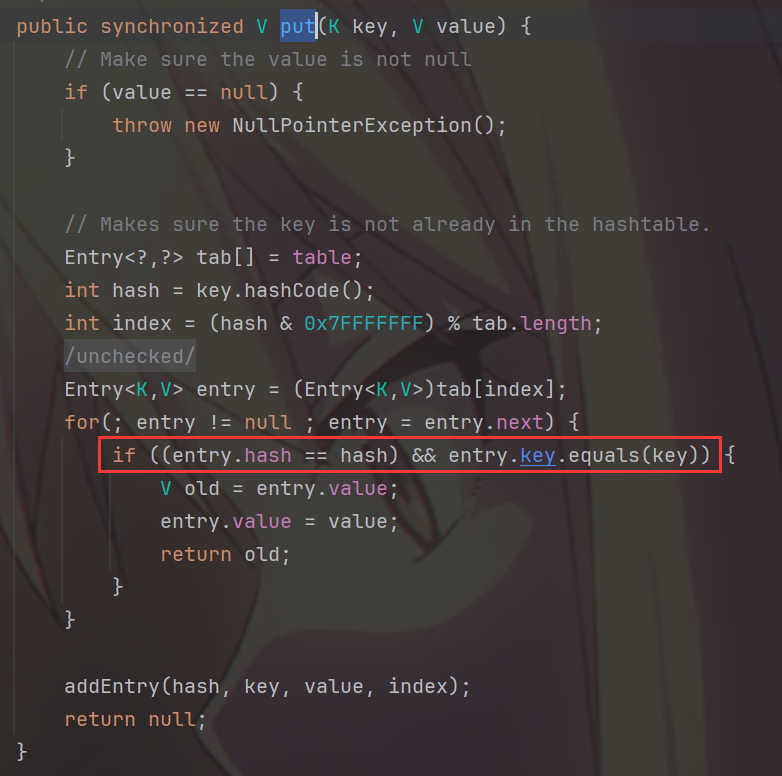 public synchronized V put(K key, V value) {
    // Make sure the value is not null
    if (value == null) {
        throw new NullPointerException();
    }

    // Makes sure the key is not already in the hashtable.
    Entry<?,?> tab[] = table;
    int hash = key.hashCode();
    int index = (hash & 0x7FFFFFFF) % tab.length;
    /unchecked/
    Entry<K,V> entry = (Entry<K,V>)tab[index];
    for(; entry != null ; entry = entry.next) {
        if ((entry.hash == hash) && entry.key.equals(key)) {
            V old = entry.value;
            entry.value = value;
            return old;
        }
    }

    addEntry(hash, key, value, index);
    return null;
}